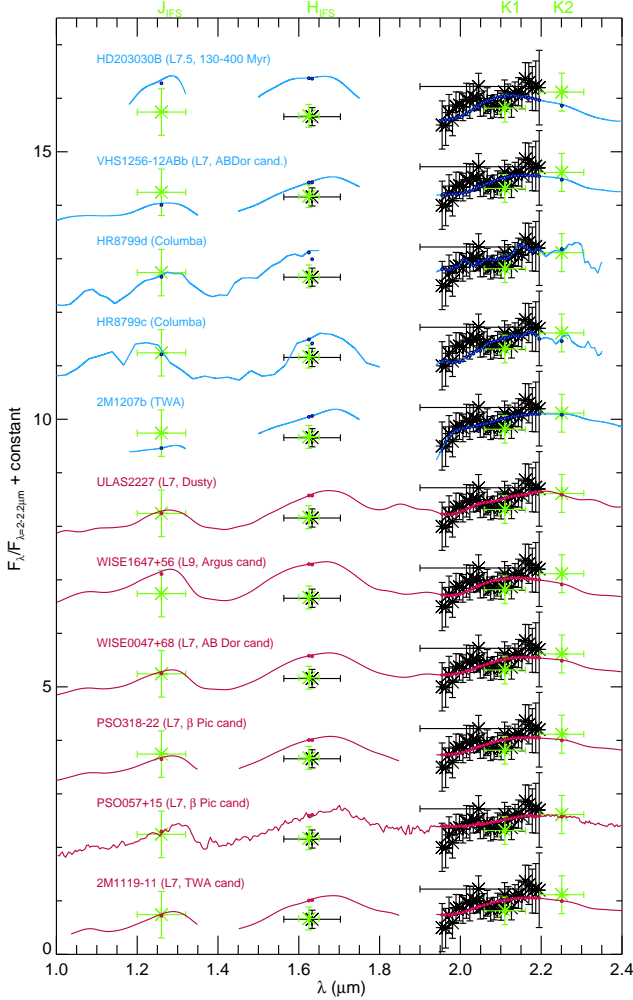 J_IFS H_IFS K1 K2
HD203030B (L7.5, 130-400 Myr)
15
VHS1256-12ABb (L7, ABDor cand.)
HR8799d (Columba)
HR8799c (Columba)
10
2M1207b (TWA)
ULAS2227 (L7, Dusty)
WISE1647+56 (L9, Argus cand)
WISE0047+68 (L7, AB Dor cand)
5
PSO318-22 (L7, β Pic cand)
PSO057+15 (L7, β Pic cand)
2M1119-11 (L7, TWA cand)
0
F_λ/F_λ=2-2.2μm + constant
1.0 1.2 1.4 1.6 1.8 2.0 2.2 2.4
λ (μm)